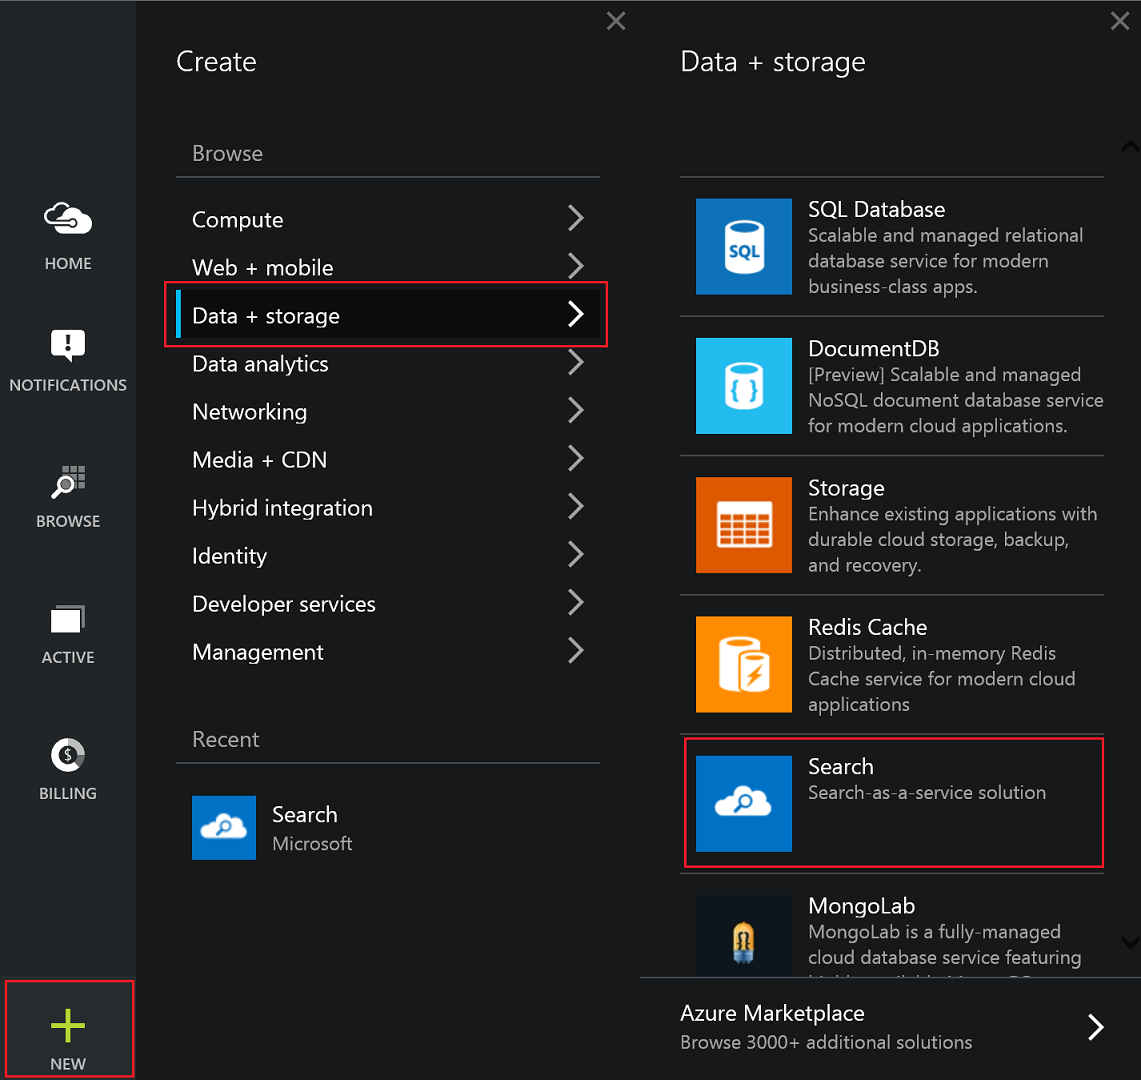 HOME
NOTIFICATIONS
BROWSE
ACTIVE
BILLING
NEW
Create
Browse
Compute
Web + mobile
Data + storage
Data analytics
Networking
Media + CDN
Hybrid integration
Identity
Developer services
Management
Recent
Search
Microsoft
Data + storage
SQL
SQL Database
Scalable and managed relational
database service for modern
business-class apps.
DocumentDB
[Preview] Scalable and managed
NoSQL document database service
for modern cloud applications.
Storage
Enhance existing applications with
durable cloud storage, backup,
and recovery.
Redis Cache
Distributed, in-memory Redis
Cache service for modern cloud
applications
Search
Search-as-a-service solution
MongoLab
MongoLab is a fully-managed
cloud database service featuring
Azure Marketplace
Browse 3000+ additional solutions